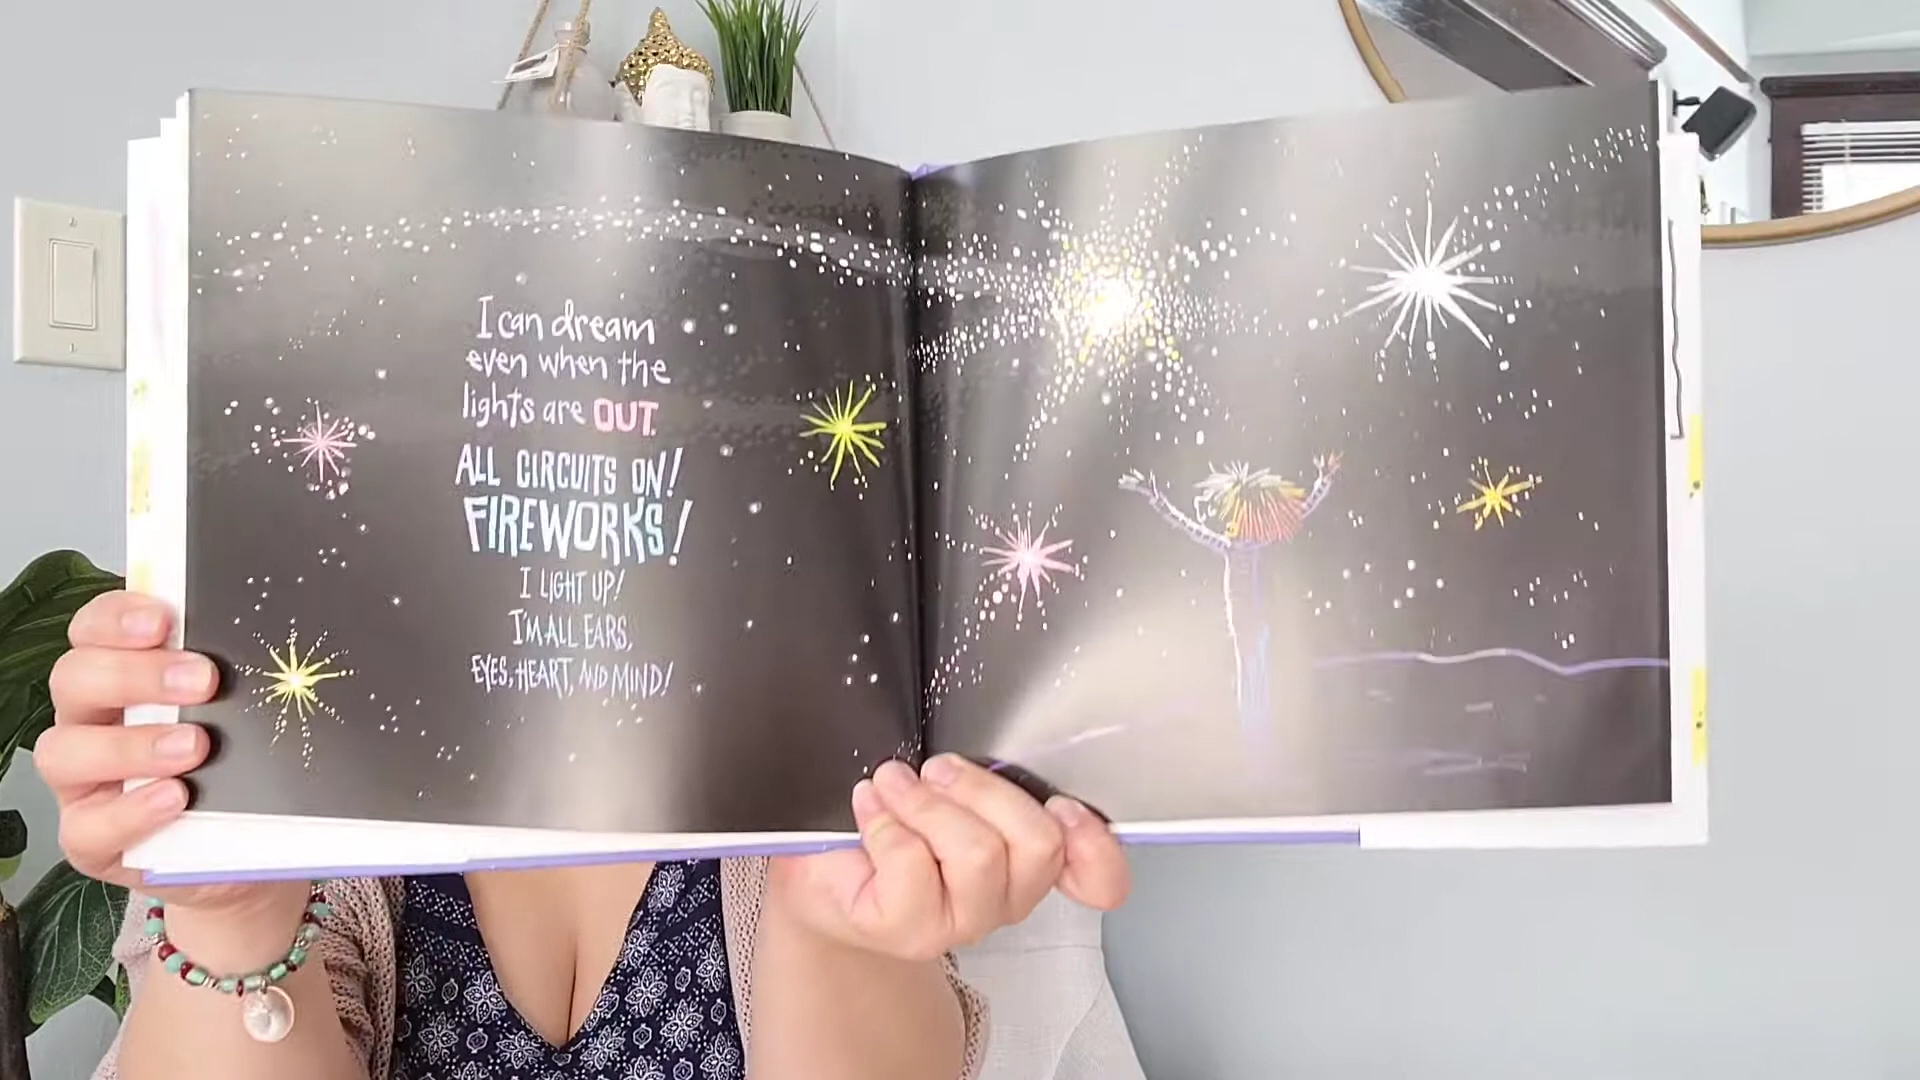 I can dream
even when the
lights are OUT.
ALL CIRCUITS ON!
FIREWORKS!
I LIGHT UP!
I'M ALL EARS,
EYES, HEART, AND MIND!